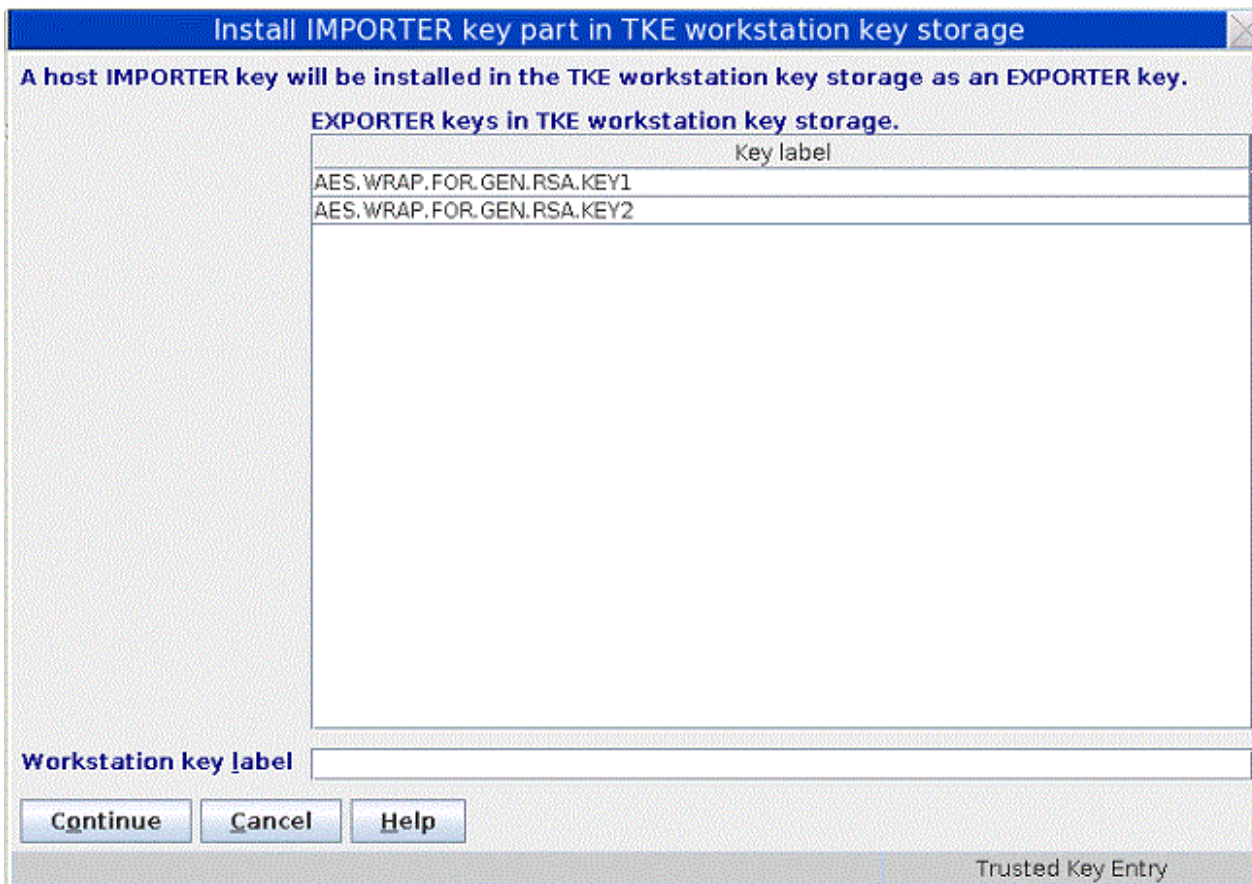 Install IMPORTER key part in TKE workstation key storage
A host IMPORTER key will be installed in the TKE workstation key storage as an EXPORTER key.
EXPORTER keys in TKE workstation key storage.
Key label
AES.WRAP.FOR.GEN.RSA.KEY1
AES.WRAP.FOR.GEN.RSA.KEY2
Workstation key label
Continue Cancel Help
Trusted Key Entry